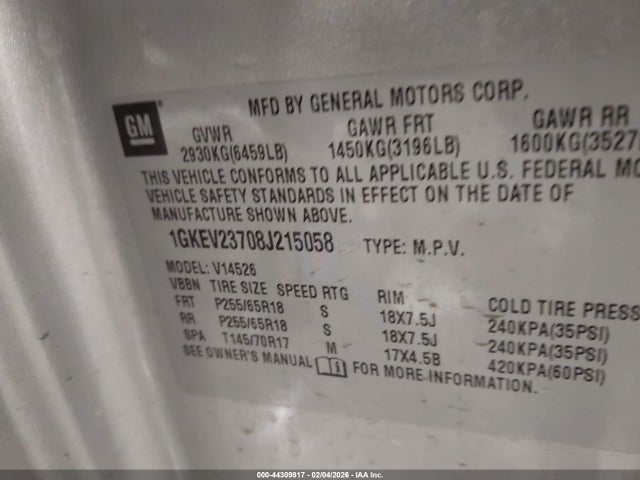 MFD BY GENERAL MOTORS CORP.
GM
GVWR GAWR FRT GAWR RR
2930KG(6459LB) 1450KG(3196LB) 1600KG(3527
THIS VEHICLE CONFORMS TO ALL APPLICABLE U.S. FEDERAL MO
VEHICLE SAFETY STANDARDS IN EFFECT ON THE DATE OF
MANUFACTURE SHOWN ABOVE.
1GKEV23708J215058 TYPE: M.P.V.
MODEL: V14526
VBBN TIRE SIZE SPEED RTG RIM COLD TIRE PRESS
FRT P255/65R18 S 18X7.5J 240KPA(35PSI)
RR P255/65R18 S 18X7.5J 240KPA(35PSI)
SPA T145/70R17 M 17X4.5B 420KPA(60PSI)
SEE OWNER'S MANUAL FOR MORE INFORMATION.
000-44309817 - 02/04/2026 - IAA Inc.